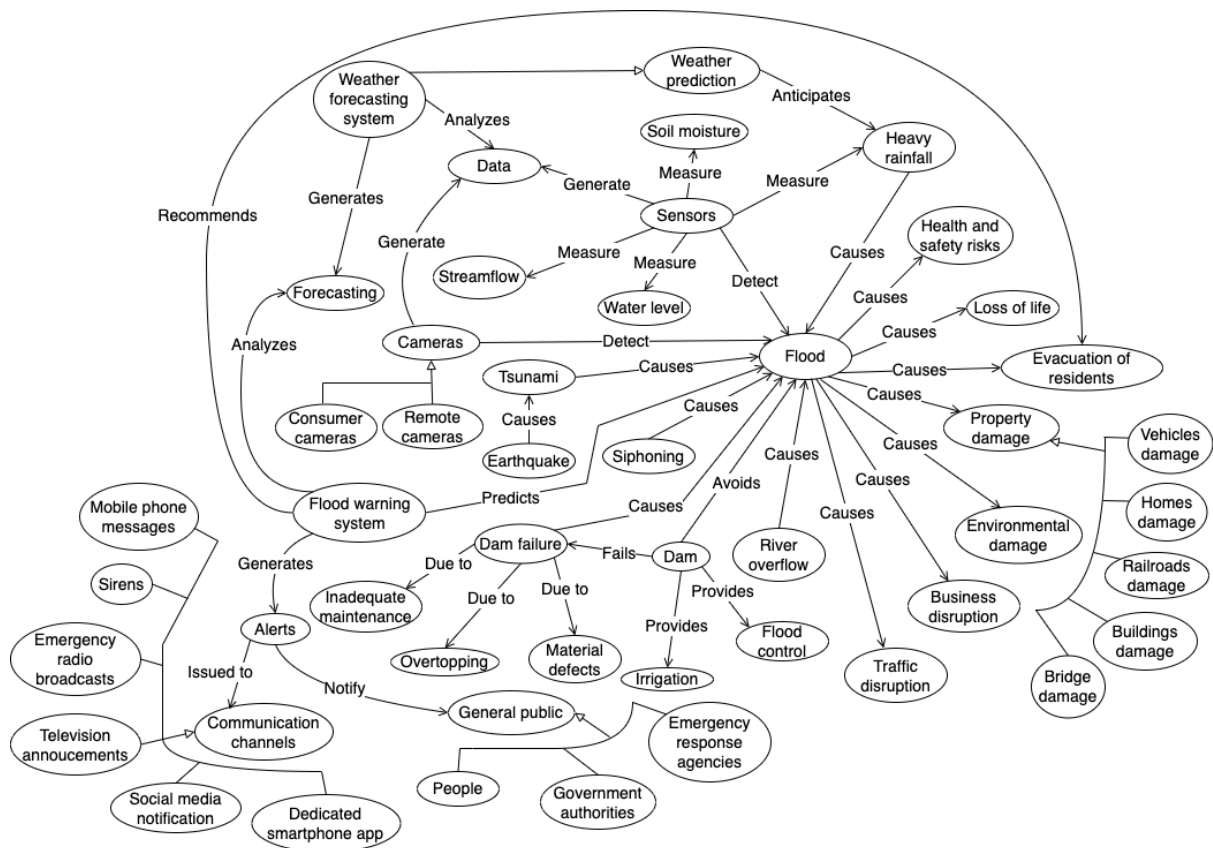 Weather
forecasting
system
Weather
prediction
Anticipates
Analyzes
Soil moisture
Heavy
rainfall
Data
Measure
Generate
Measure
Generates
Recommends
Sensors
Health and
safety risks
Generate
Measure
Measure
Causes
Streamflow
Detect
Forecasting
Water level
Causes
Loss of life
Analyzes
Cameras
Detect
Flood
Causes
Evacuation of
residents
Tsunami
Causes
Causes
Causes
Consumer
cameras
Remote
cameras
Causes
Causes
Property
damage
Vehicles
damage
Earthquake
Siphoning
Causes
Causes
Mobile phone
messages
Flood warning
system
Predicts
Avoids
Causes
Homes
damage
Causes
Causes
Environmental
damage
Dam failure
Fails
Dam
River
overflow
Sirens
Generates
Due to
Railroads
damage
Inadequate
maintenance
Due to
Due to
Provides
Business
disruption
Alerts
Provides
Flood
control
Buildings
damage
Emergency
radio
broadcasts
Overtopping
Material
defects
Irrigation
Traffic
disruption
Bridge
damage
Issued to
Notify
General public
Communication
channels
Emergency
response
agencies
Television
annoucements
People
Government
authorities
Social media
notification
Dedicated
smartphone app